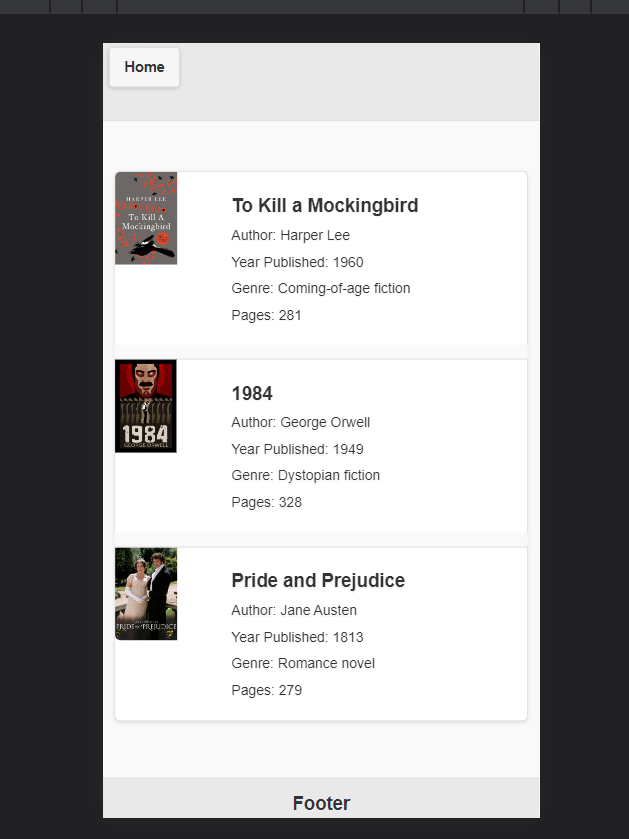 Home
HARPER LEE
To Kill A
Mockingbird
To Kill a Mockingbird
Author: Harper Lee
Year Published: 1960
Genre: Coming-of-age fiction
Pages: 281
1984
GEORGE ORWELL
1984
Author: George Orwell
Year Published: 1949
Genre: Dystopian fiction
Pages: 328
PRIDE AND PREJUDICE
Pride and Prejudice
Author: Jane Austen
Year Published: 1813
Genre: Romance novel
Pages: 279
Footer